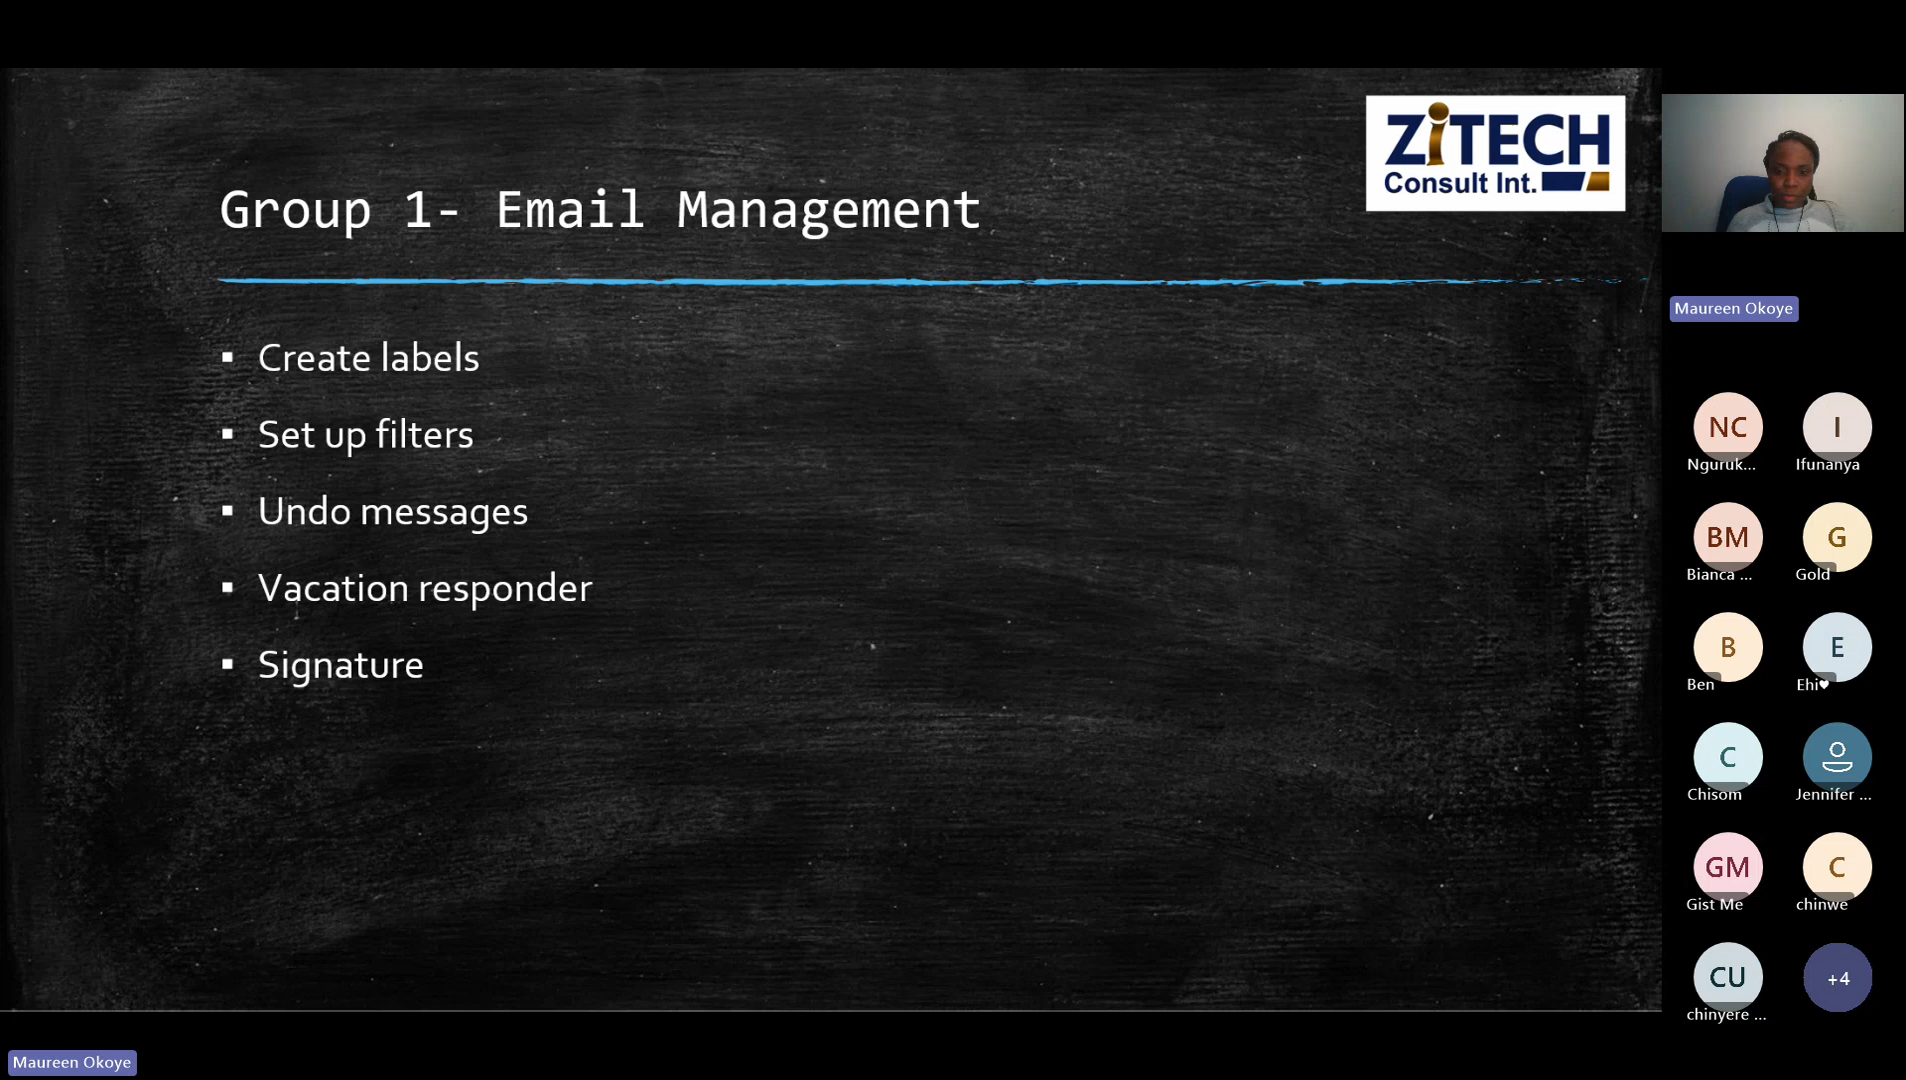 ZiTECH
Consult Int.
Group 1- Email Management
▪ Create labels
▪ Set up filters
▪ Undo messages
▪ Vacation responder
▪ Signature
Maureen Okoye
Maureen Okoye
NC I
Nguruk... Ifunanya
BM G
Bianca ... Gold
B E
Ben Ehi♥
C
Chisom Jennifer ...
GM C
Gist Me chinwe
CU +4
chinyere ...